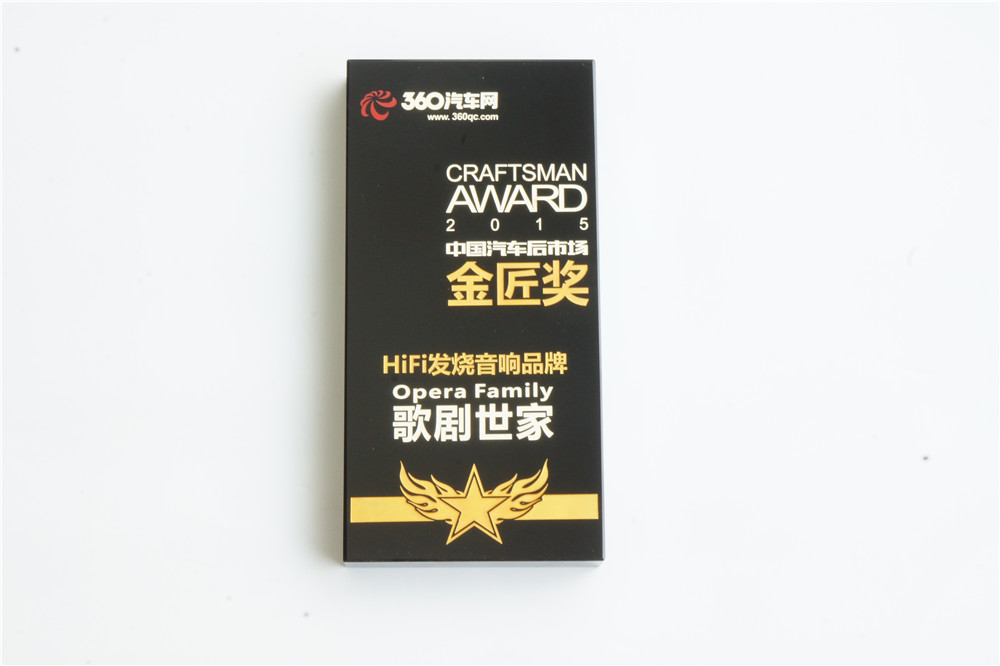 360汽车网
www.360qc.com
CRAFTSMAN
AWARD
2015
中国汽车后市场
金匠奖
HiFi发烧音响品牌
Opera Family
歌剧世家